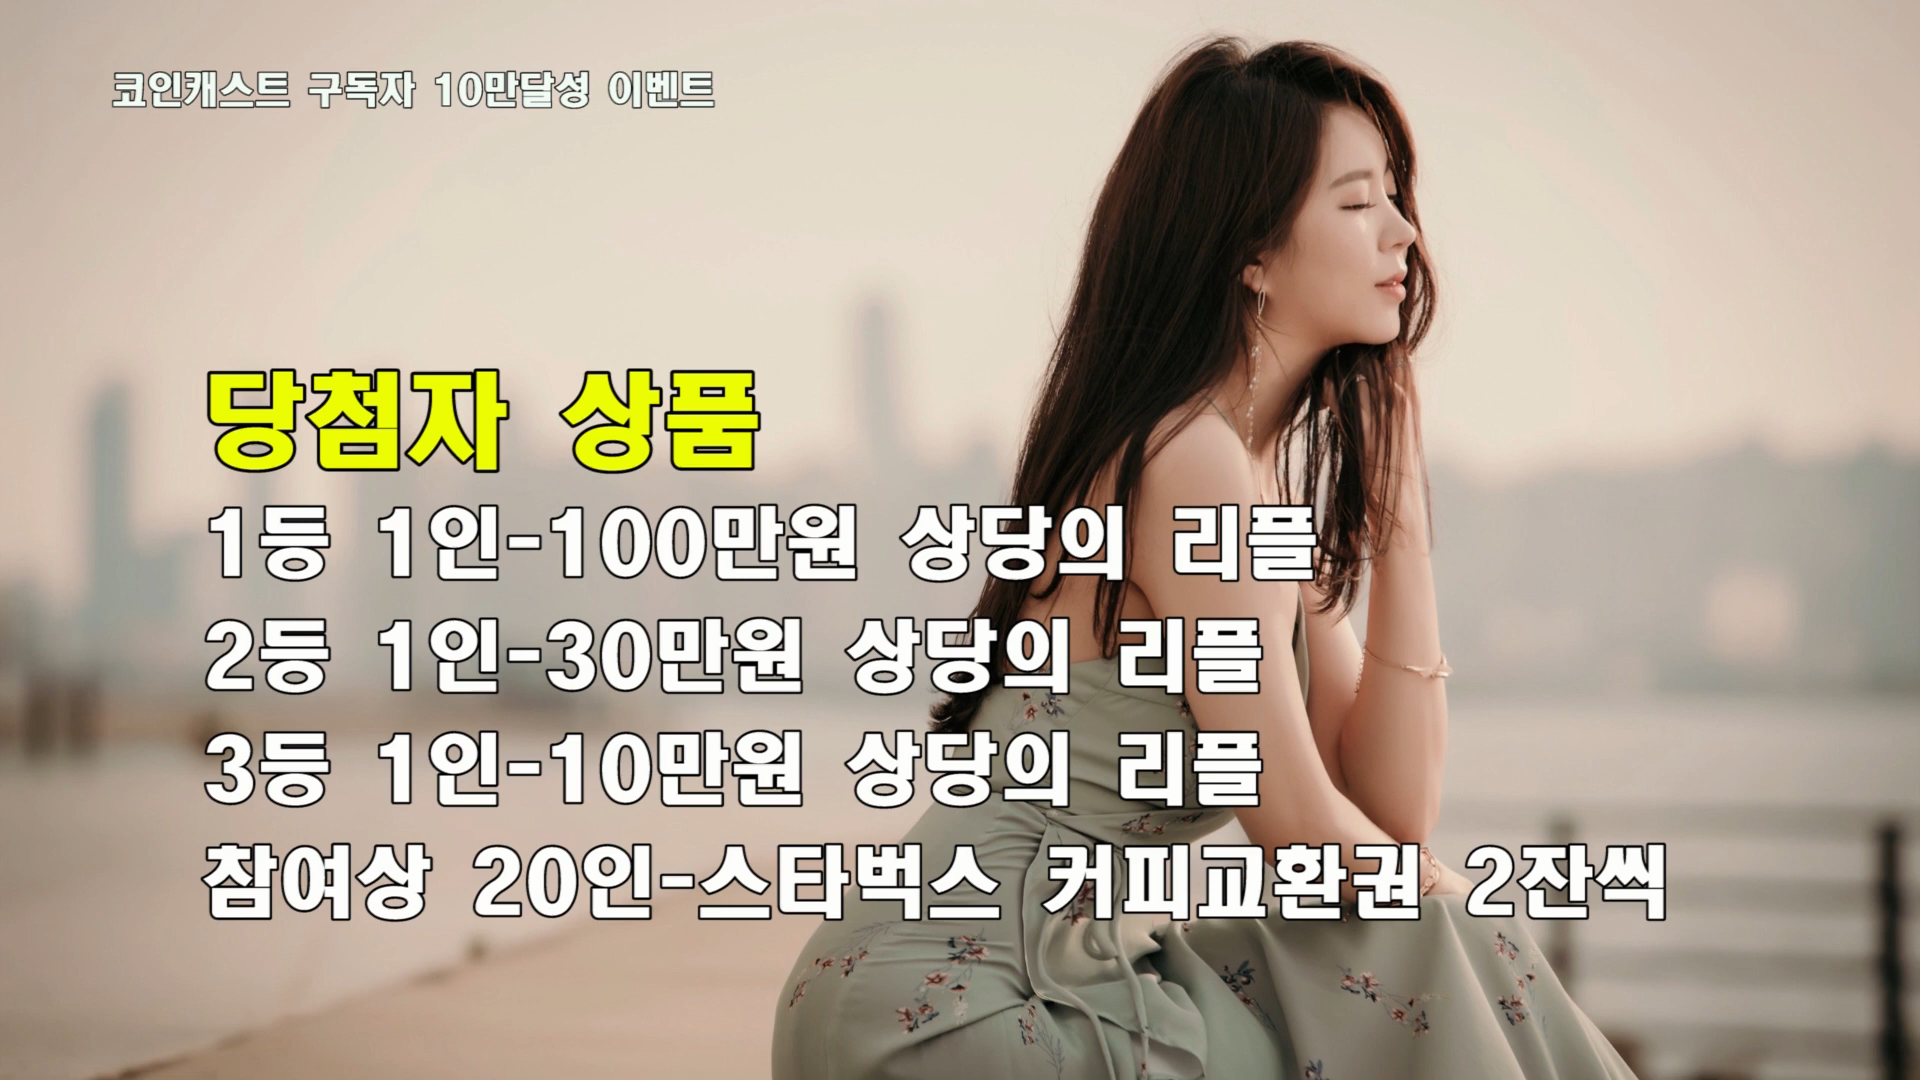 코인캐스트 구독자 10만달성 이벤트
당첨자 상품
1등 1인-100만원 상당의 리플
2등 1인-30만원 상당의 리플
3등 1인-10만원 상당의 리플
참여상 20인-스타벅스 커피교환권 2잔씩